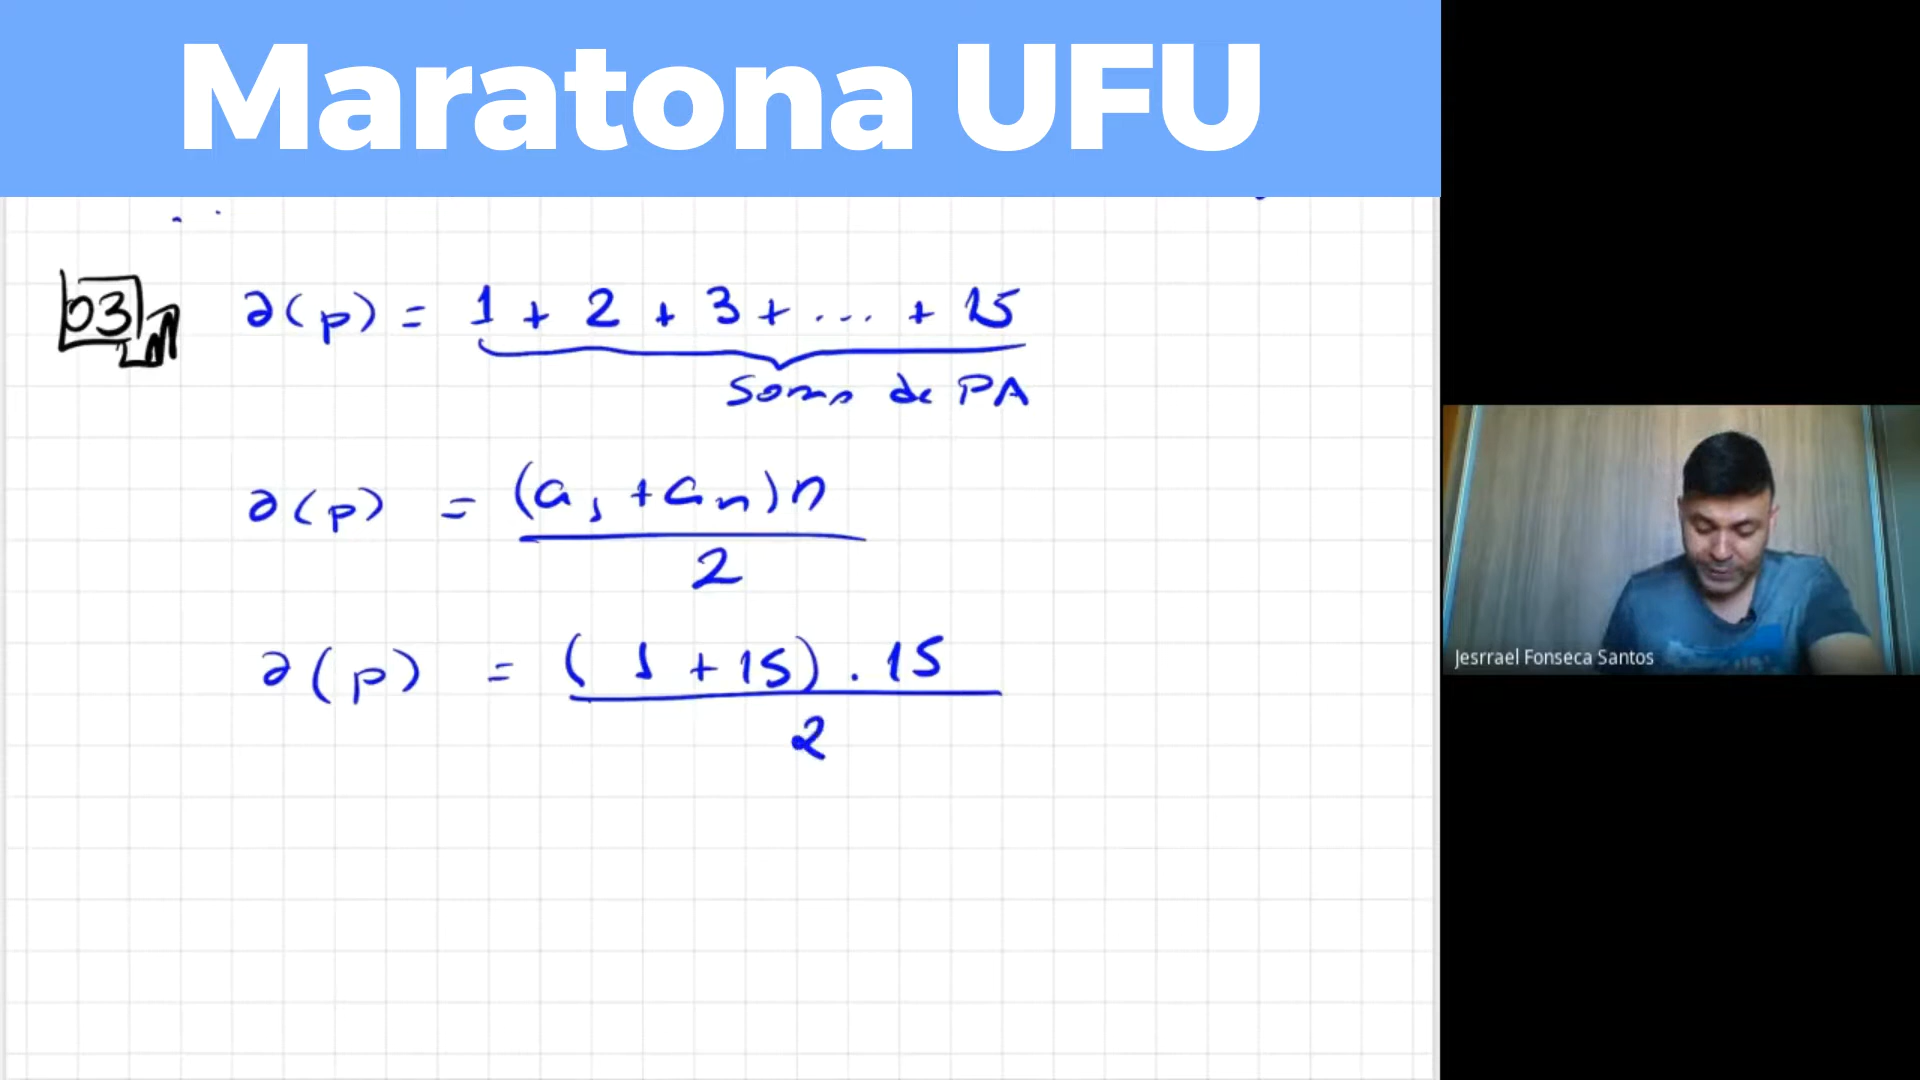 Maratona UFU
03 ∂(p) = 1 + 2 + 3 + ... + 15
Soma de PA
∂(p) = (a₁ + aₙ)n
2
∂(p) = (1 + 15) . 15
2
Jesrrael Fonseca Santos